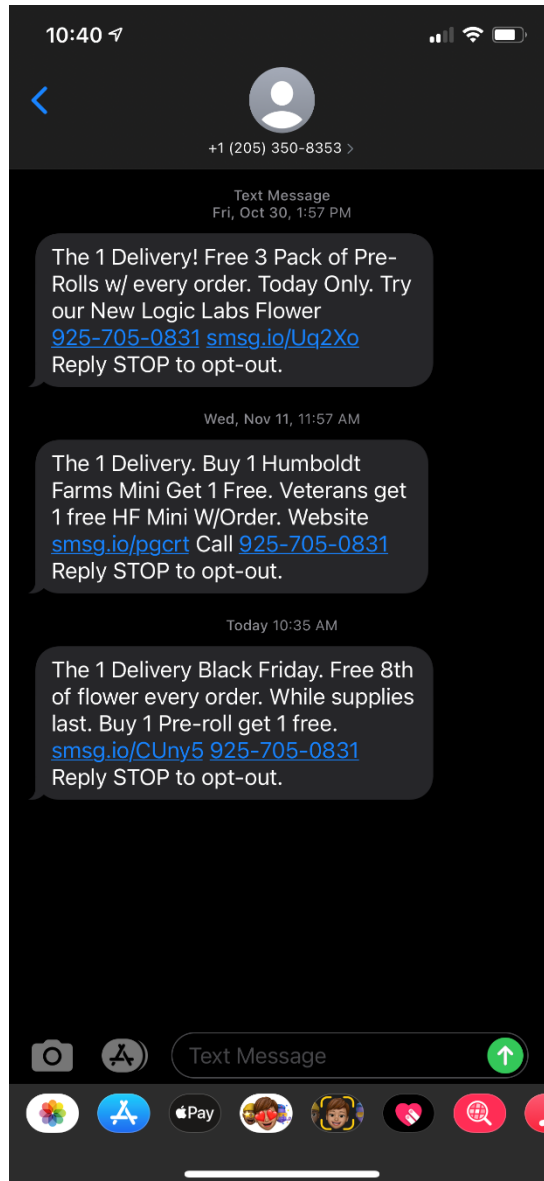 10:40
+1 (205) 350-8353 >
Text Message
Fri, Oct 30, 1:57 PM
The 1 Delivery! Free 3 Pack of Pre-
Rolls w/ every order. Today Only. Try
our New Logic Labs Flower
925-705-0831 smsg.io/Uq2Xo
Reply STOP to opt-out.
Wed, Nov 11, 11:57 AM
The 1 Delivery. Buy 1 Humboldt
Farms Mini Get 1 Free. Veterans get
1 free HF Mini W/Order. Website
smsg.io/pgcrt Call 925-705-0831
Reply STOP to opt-out.
Today 10:35 AM
The 1 Delivery Black Friday. Free 8th
of flower every order. While supplies
last. Buy 1 Pre-roll get 1 free.
smsg.io/CUny5 925-705-0831
Reply STOP to opt-out.
Text Message
Pay